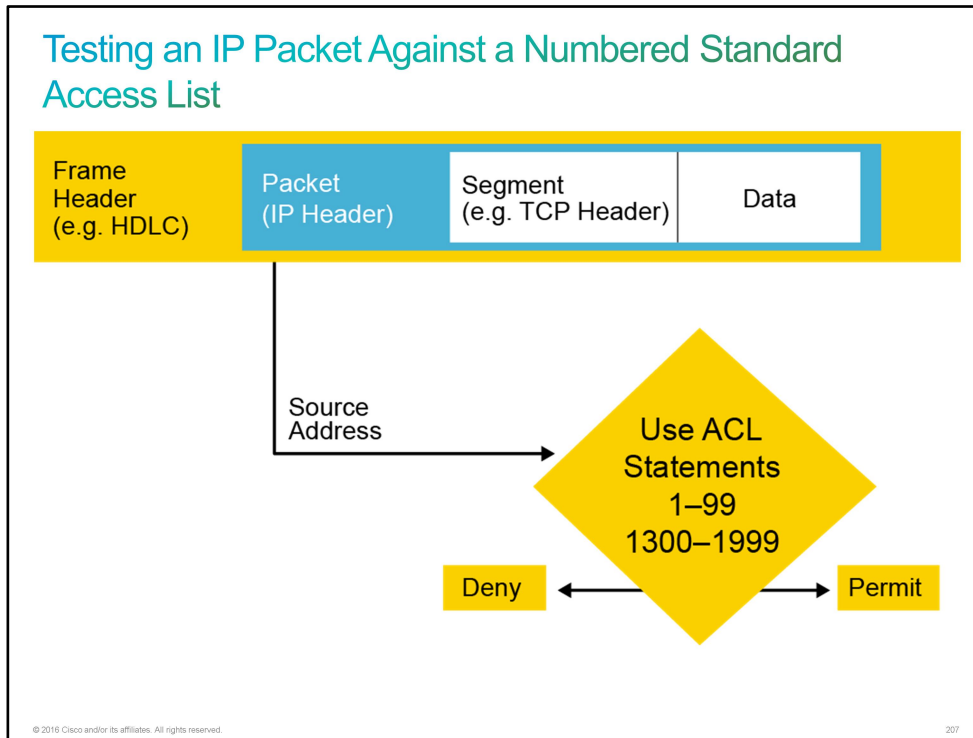 Testing an IP Packet Against a Numbered Standard
Access List
Frame
Header
(e.g. HDLC)
Packet
(IP Header)
Segment
(e.g. TCP Header)
Data
Source
Address
Use ACL
Statements
1–99
1300–1999
Deny
Permit
© 2016 Cisco and/or its affiliates. All rights reserved.
207